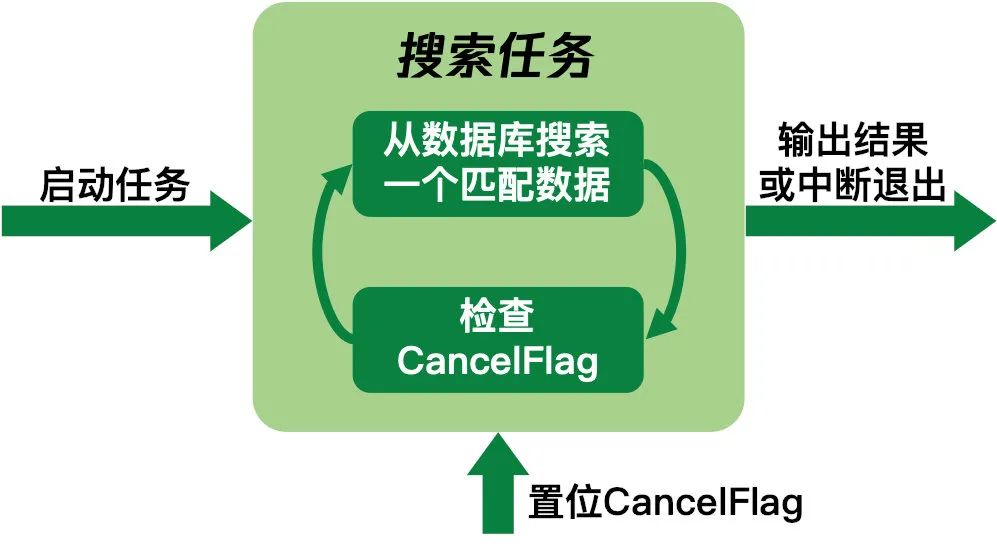 搜索任务
从数据库搜索
一个匹配数据
启动任务
输出结果
或中断退出
检查
CancelFlag
置位CancelFlag